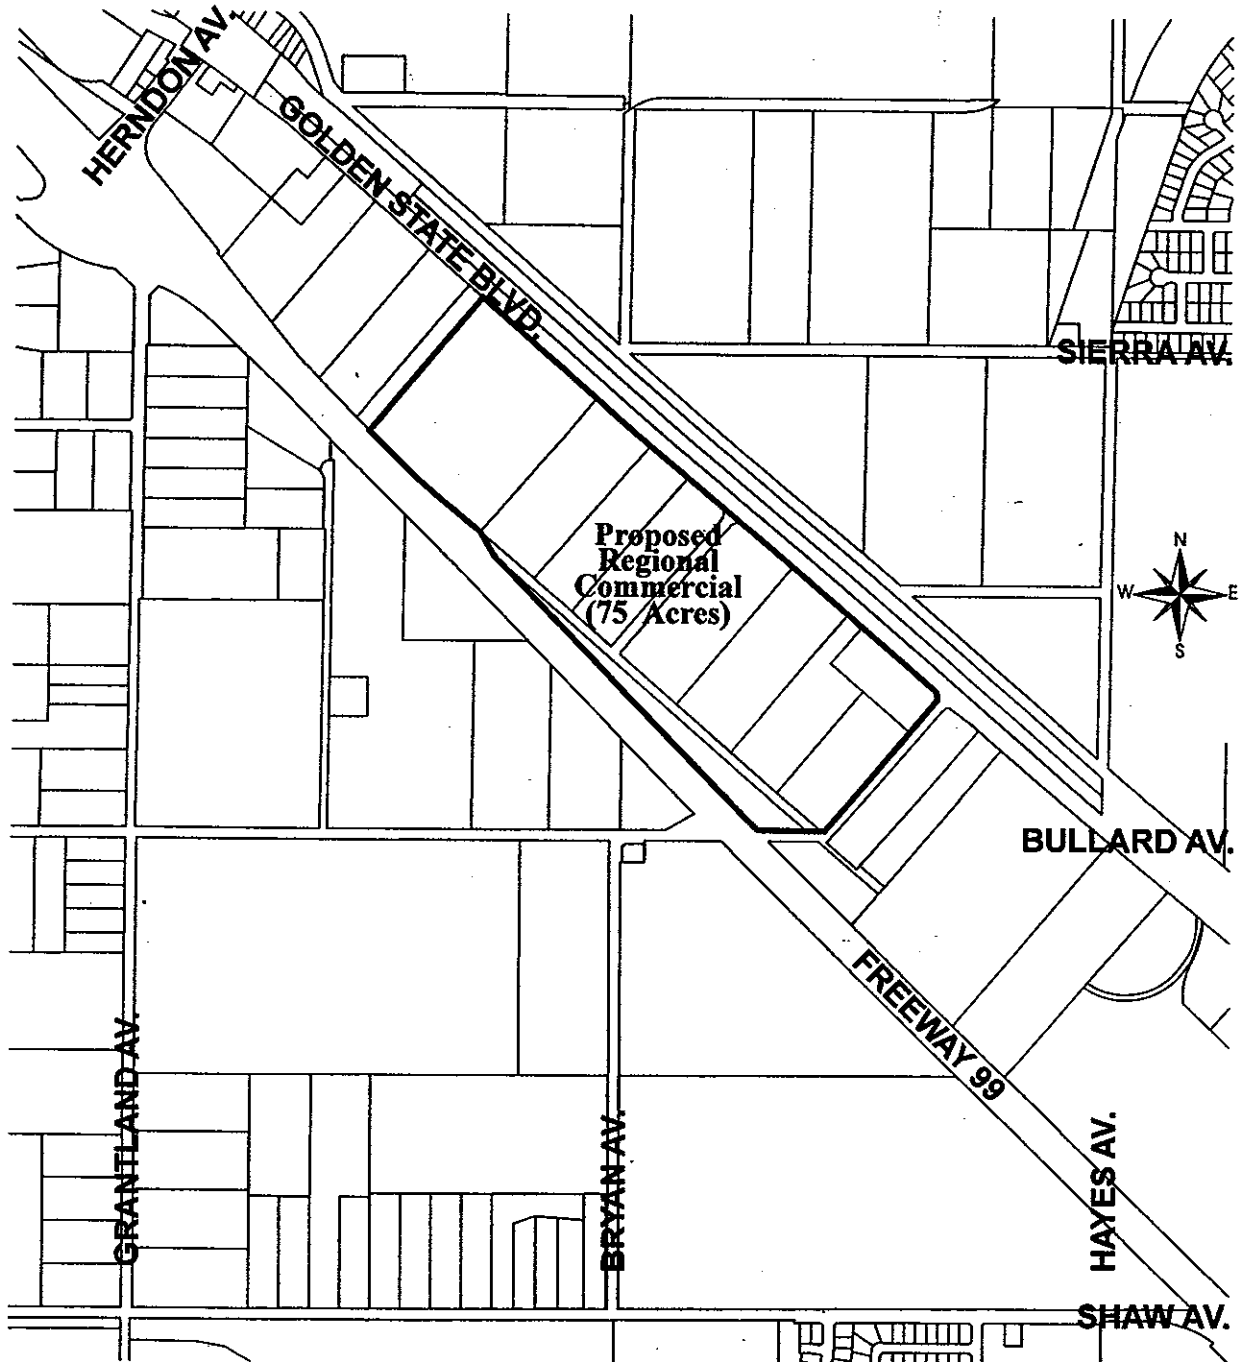 HERNDON AV.
GOLDEN STATE BLVD.
SIERRA AV.
Proposed
Regional
Commercial
(75 Acres)
N
W
E
S
BULLARD AV.
FREEWAY 99
GRANTLAND AV.
BRYAN AV.
HAYES AV.
SHAW AV.